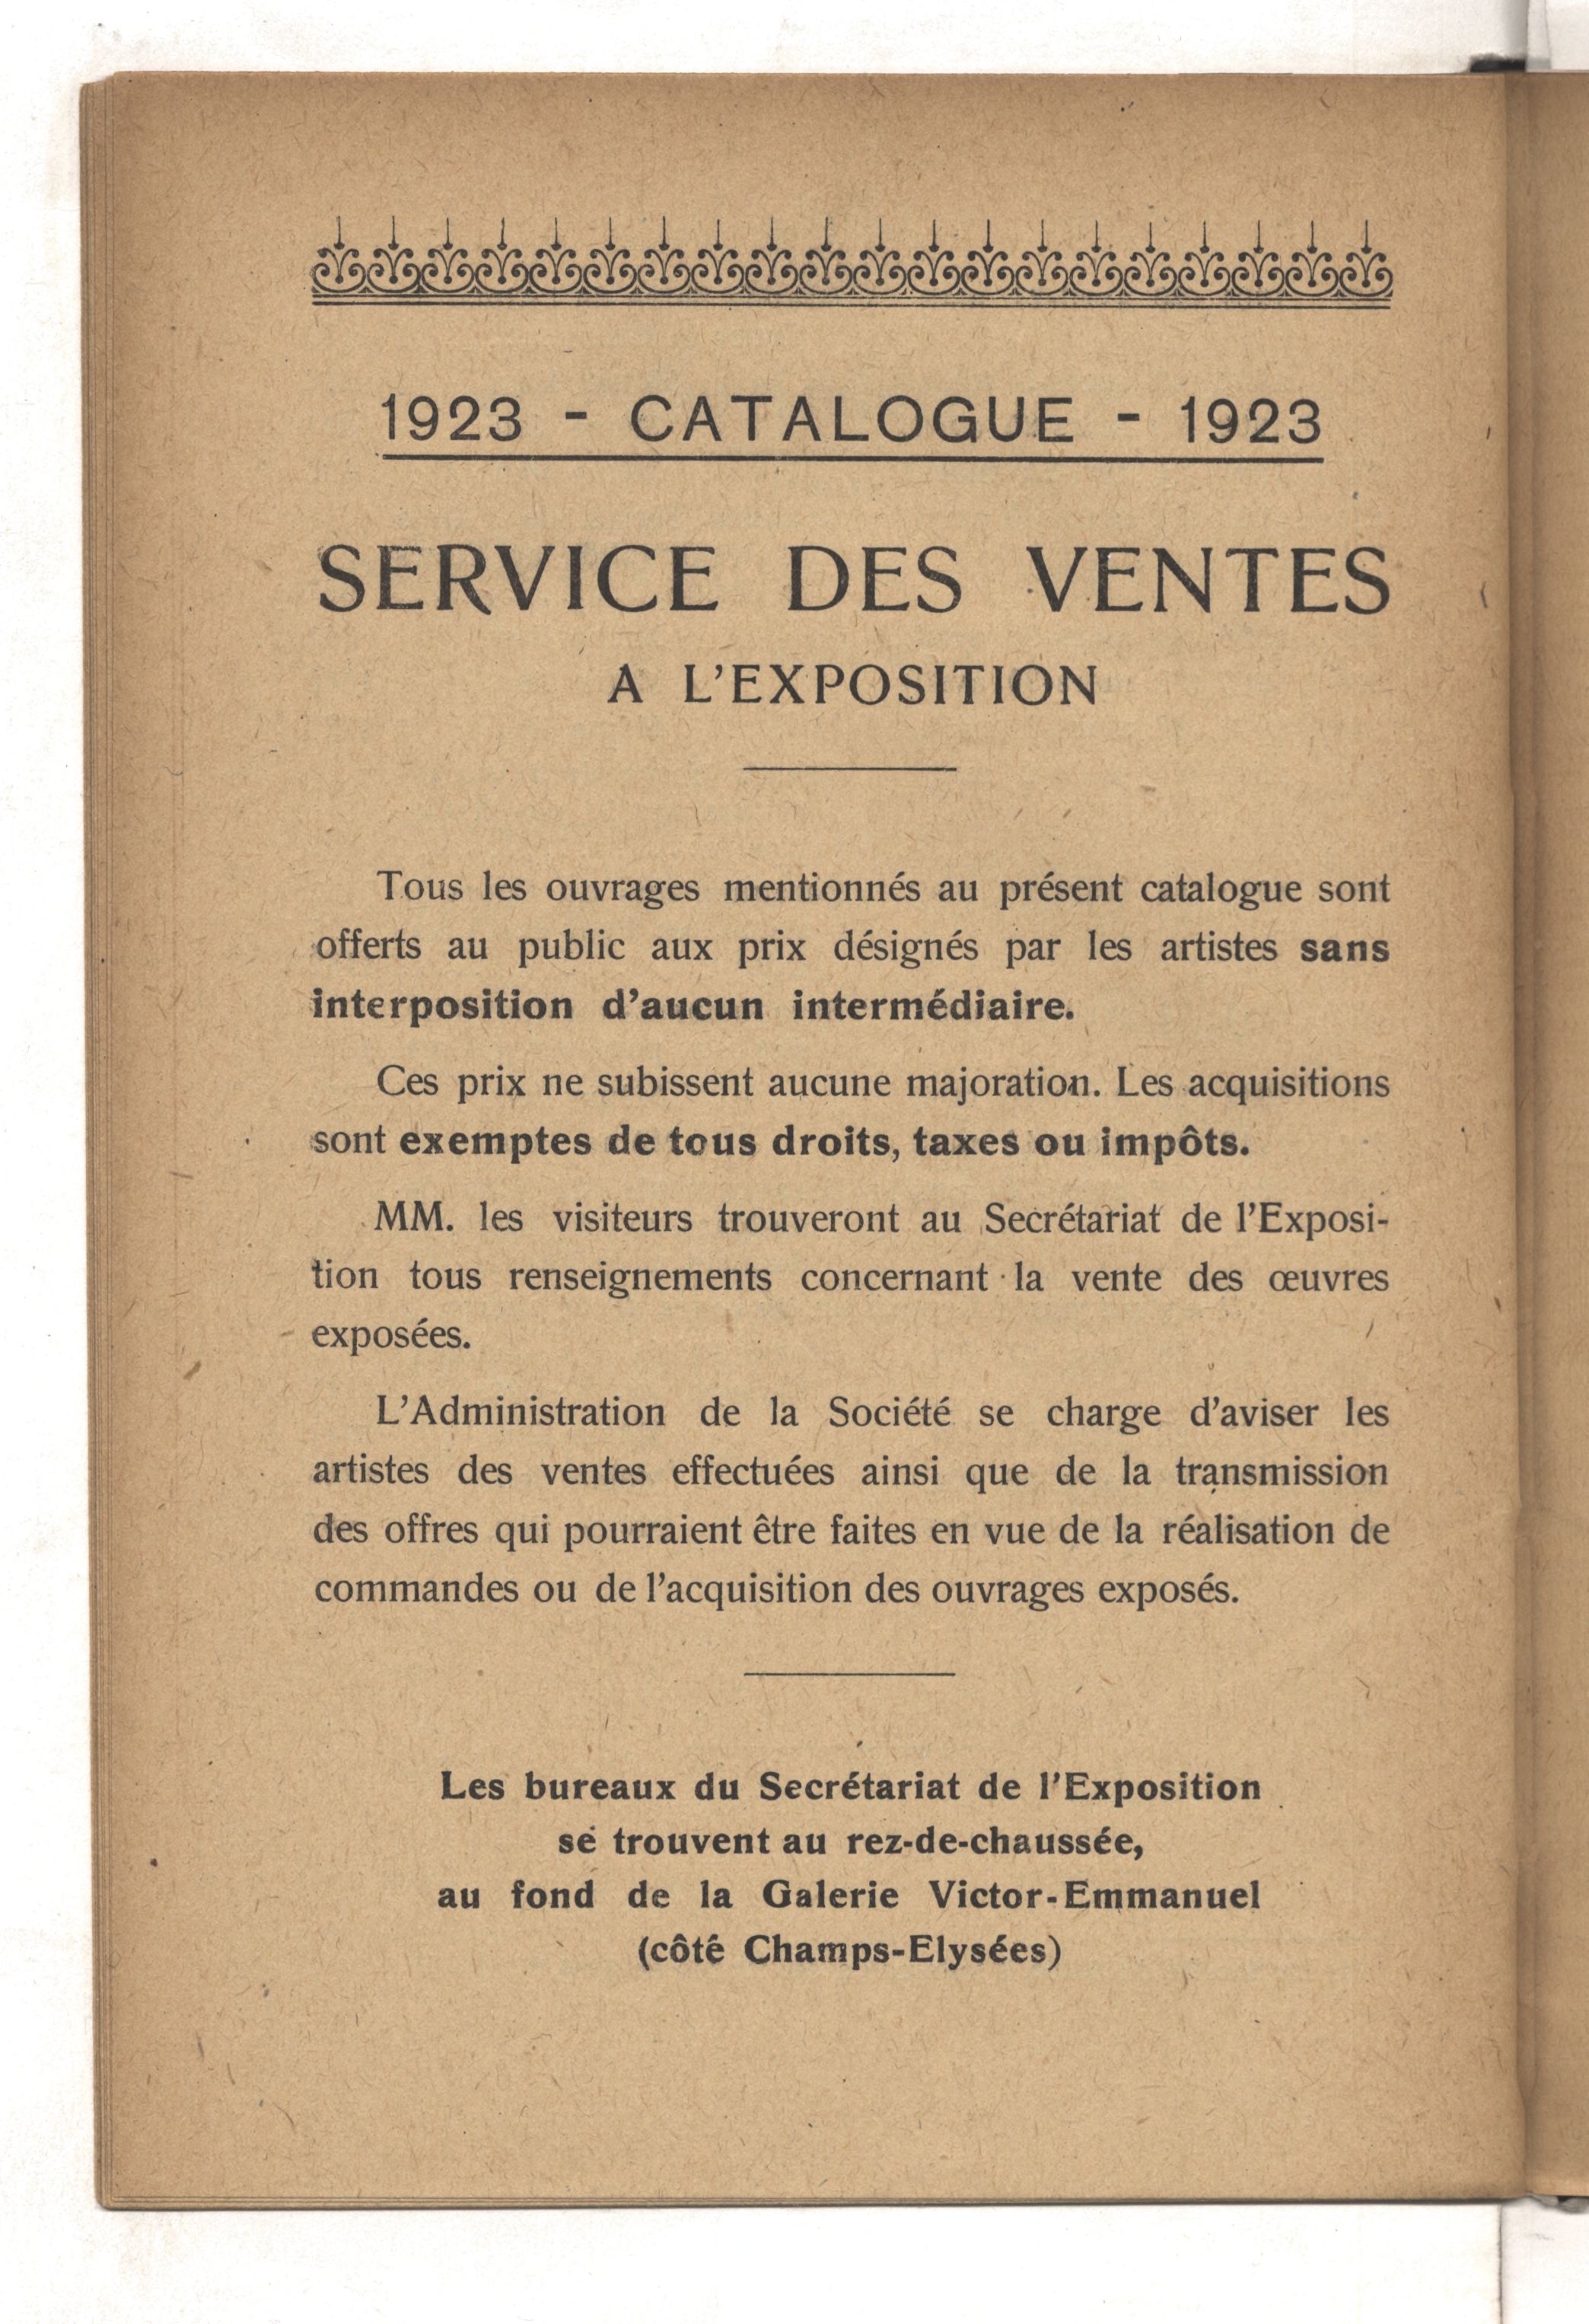 1923 - CATALOGUE - 1923
SERVICE DES VENTES
A L'EXPOSITION
Tous les ouvrages mentionnés au présent catalogue sont
offerts au public aux prix désignés par les artistes sans
interposition d'aucun intermédiaire.
Ces prix ne subissent aucune majoration. Les acquisitions
sont exemptes de tous droits, taxes ou impôts.
MM. les visiteurs trouveront au Secrétariat de l'Exposi-
tion tous renseignements concernant la vente des œuvres
exposées.
L'Administration de la Société se charge d'aviser les
artistes des ventes effectuées ainsi que de la transmission
des offres qui pourraient être faites en vue de la réalisation de
commandes ou de l'acquisition des ouvrages exposés.
Les bureaux du Secrétariat de l'Exposition
se trouvent au rez-de-chaussée,
au fond de la Galerie Victor-Emmanuel
(côté Champs-Elysées)